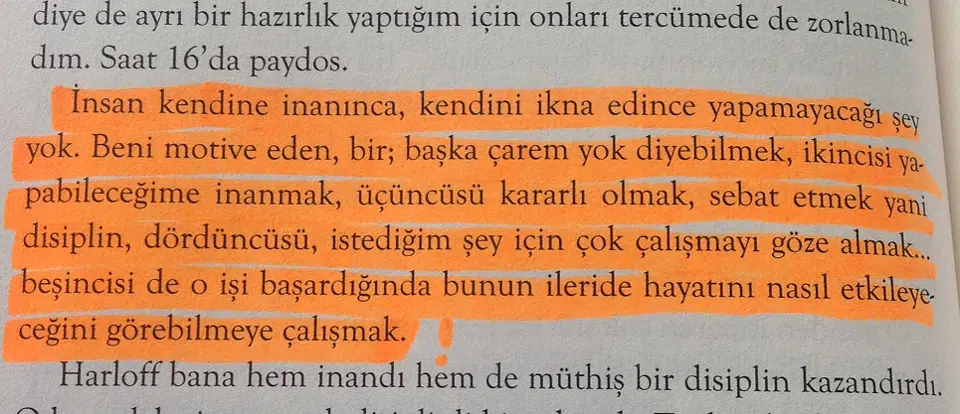 diye de ayrı bir hazırlık yaptığım için onları tercümede de zorlanma-
dım. Saat 16’da paydos.
İnsan kendine inanınca, kendini ikna edince yapamayacağı şey
yok. Beni motive eden, bir; başka çarem yok diyebilmek, ikincisi ya-
pabileceğime inanmak, üçüncüsü kararlı olmak, sebat etmek yani
disiplin, dördüncüsü, istediğim şey için çok çalışmayı göze almak...
beşincisi de o işi başardığında bunun ileride hayatını nasıl etkileye-
ceğini görebilmeye çalışmak. !
Harloff bana hem inandı hem de müthiş bir disiplin kazandırdı.